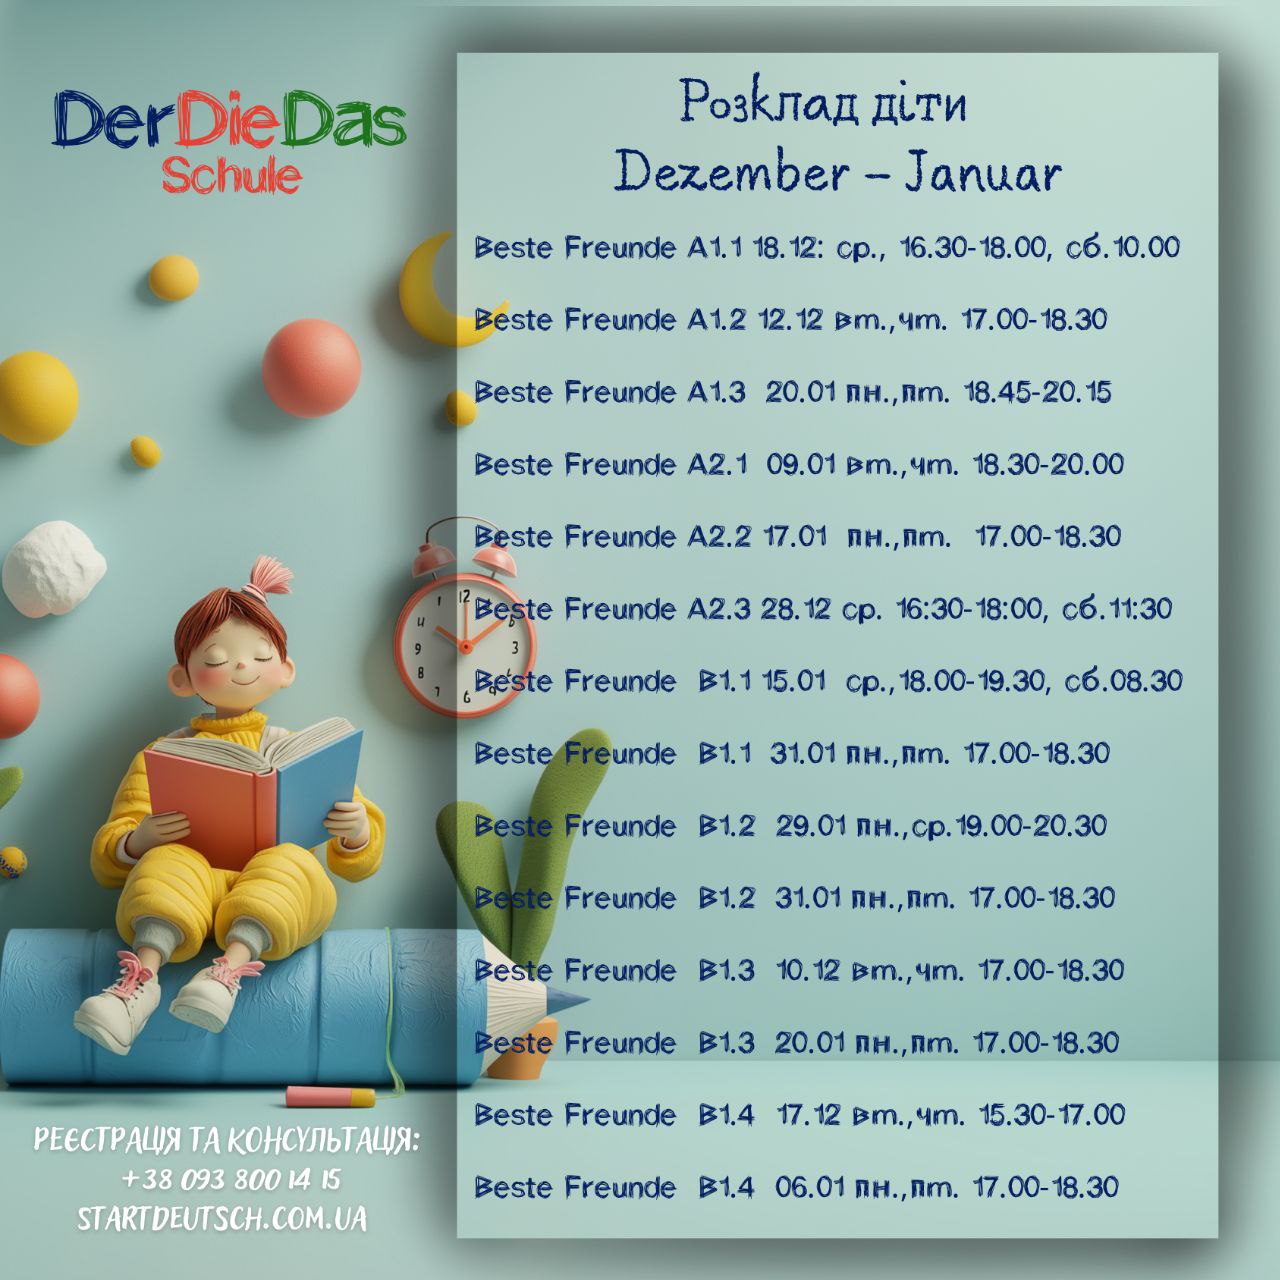 DerDieDas
Schule
Розклад діти
Dezember – Januar
Beste Freunde A1.1 18.12: ср., 16.30-18.00, сб.10.00
Beste Freunde A1.2 12.12 вт.,чт. 17.00-18.30
Beste Freunde A1.3 20.01 пн.,пт. 18.45-20.15
Beste Freunde A2.1 09.01 вт.,чт. 18.30-20.00
Beste Freunde A2.2 17.01 пн.,пт. 17.00-18.30
Beste Freunde A2.3 28.12 ср. 16:30-18:00, сб.11:30
Beste Freunde B1.1 15.01 ср.,18.00-19.30, сб.08.30
Beste Freunde B1.1 31.01 пн.,пт. 17.00-18.30
Beste Freunde B1.2 29.01 пн.,ср.19.00-20.30
Beste Freunde B1.2 31.01 пн.,пт. 17.00-18.30
Beste Freunde B1.3 10.12 вт.,чт. 17.00-18.30
Beste Freunde B1.3 20.01 пн.,пт. 17.00-18.30
Beste Freunde B1.4 17.12 вт.,чт. 15.30-17.00
Beste Freunde B1.4 06.01 пн.,пт. 17.00-18.30
РЕЄСТРАЦІЯ ТА КОНСУЛЬТАЦІЯ:
+38 093 800 14 15
STARTDEUTSCH.COM.UA